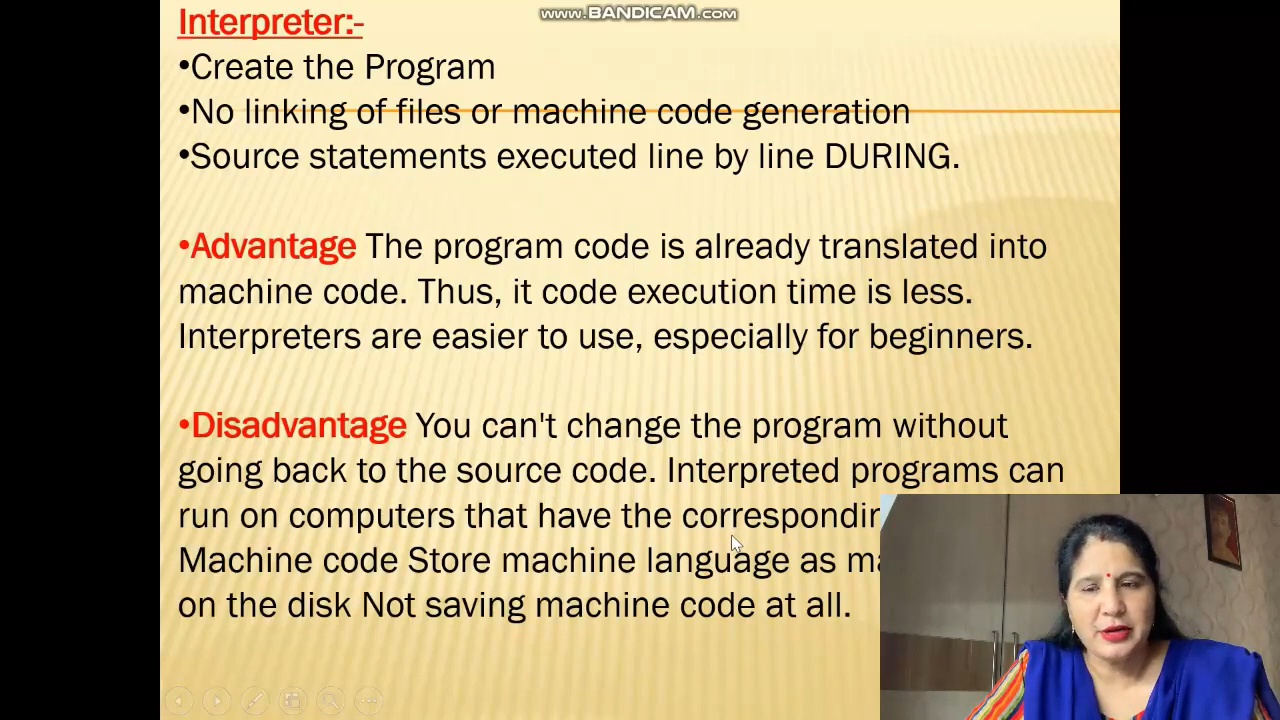 www.BANDICAM.com
Interpreter:-
•Create the Program
•No linking of files or machine code generation
•Source statements executed line by line DURING.
•Advantage The program code is already translated into
machine code. Thus, it code execution time is less.
Interpreters are easier to use, especially for beginners.
•Disadvantage You can't change the program without
going back to the source code. Interpreted programs can
run on computers that have the
Machine code Store machine language as
on the disk Not saving machine code at all.